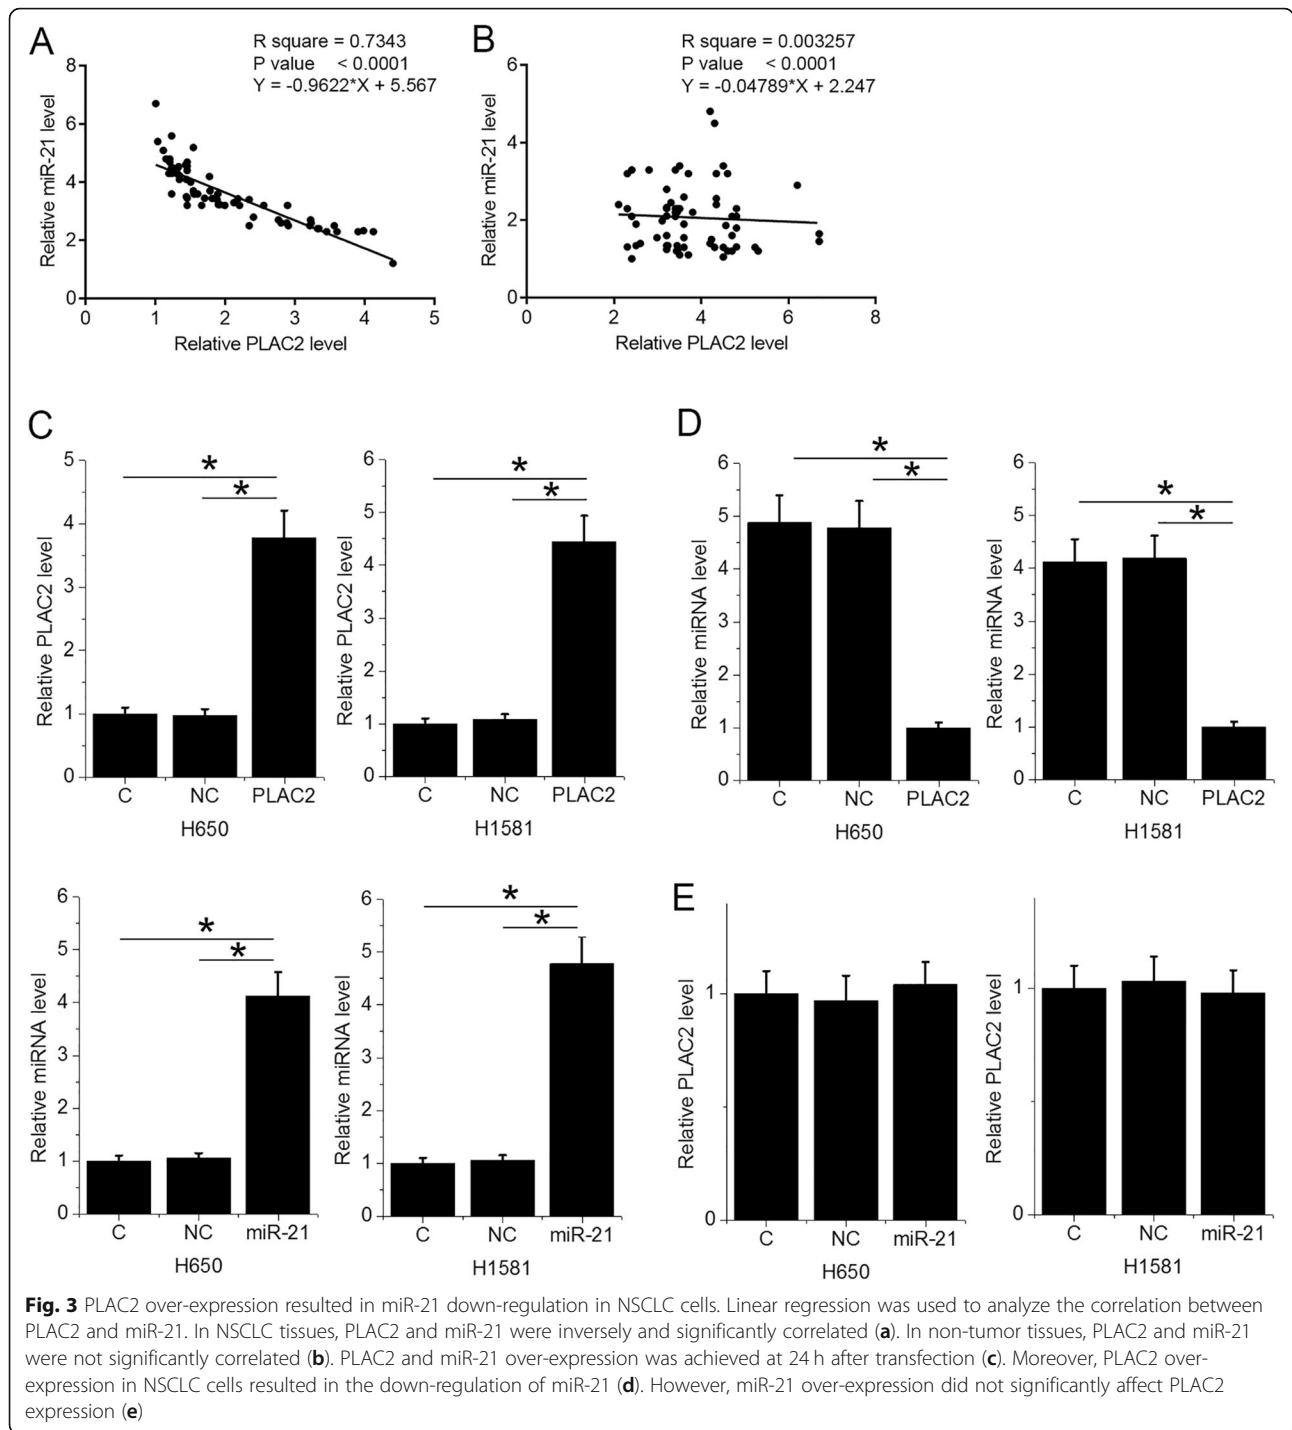 A
R square = 0.7343
P value < 0.0001
Y = -0.9622*X + 5.567
Relative miR-21 level
8
6
4
2
0
0 1 2 3 4 5
Relative PLAC2 level
B
R square = 0.003257
P value < 0.0001
Y = -0.04789*X + 2.247
Relative miR-21 level
6
4
2
0
0 2 4 6 8
Relative PLAC2 level
C
Relative PLAC2 level
5
4
3
2
1
0
* *
C NC PLAC2
H650
Relative PLAC2 level
6
5
4
3
2
1
0
* *
C NC PLAC2
H1581
D
Relative miRNA level
6
5
4
3
2
1
0
* *
C NC PLAC2
H650
Relative miRNA level
6
5
4
3
2
1
0
* *
C NC PLAC2
H1581
Relative miRNA level
6
5
4
3
2
1
0
* *
C NC miR-21
H650
Relative miRNA level
6
5
4
3
2
1
0
* *
C NC miR-21
H1581
E
Relative PLAC2 level
1
0
C NC miR-21
H650
Relative PLAC2 level
1
0
C NC miR-21
H1581
Fig. 3 PLAC2 over-expression resulted in miR-21 down-regulation in NSCLC cells. Linear regression was used to analyze the correlation between
PLAC2 and miR-21. In NSCLC tissues, PLAC2 and miR-21 were inversely and significantly correlated (a). In non-tumor tissues, PLAC2 and miR-21
were not significantly correlated (b). PLAC2 and miR-21 over-expression was achieved at 24 h after transfection (c). Moreover, PLAC2 over-
expression in NSCLC cells resulted in the down-regulation of miR-21 (d). However, miR-21 over-expression did not significantly affect PLAC2
expression (e)